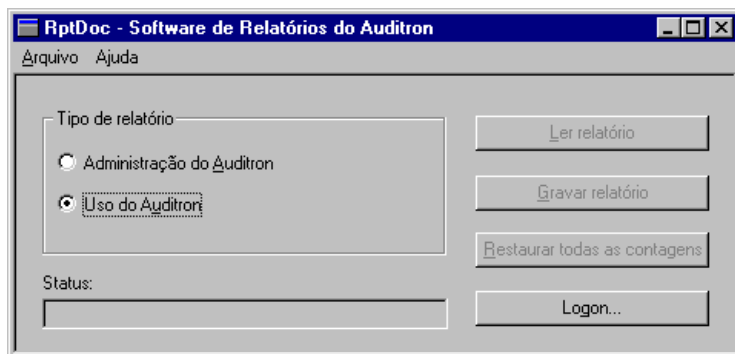 RptDoc - Software de Relatórios do Auditron
Arquivo Ajuda
Tipo de relatório
Administração do Auditron
Uso do Auditron
Status:
Ler relatório
Gravar relatório
Restaurar todas as contagens
Logon...